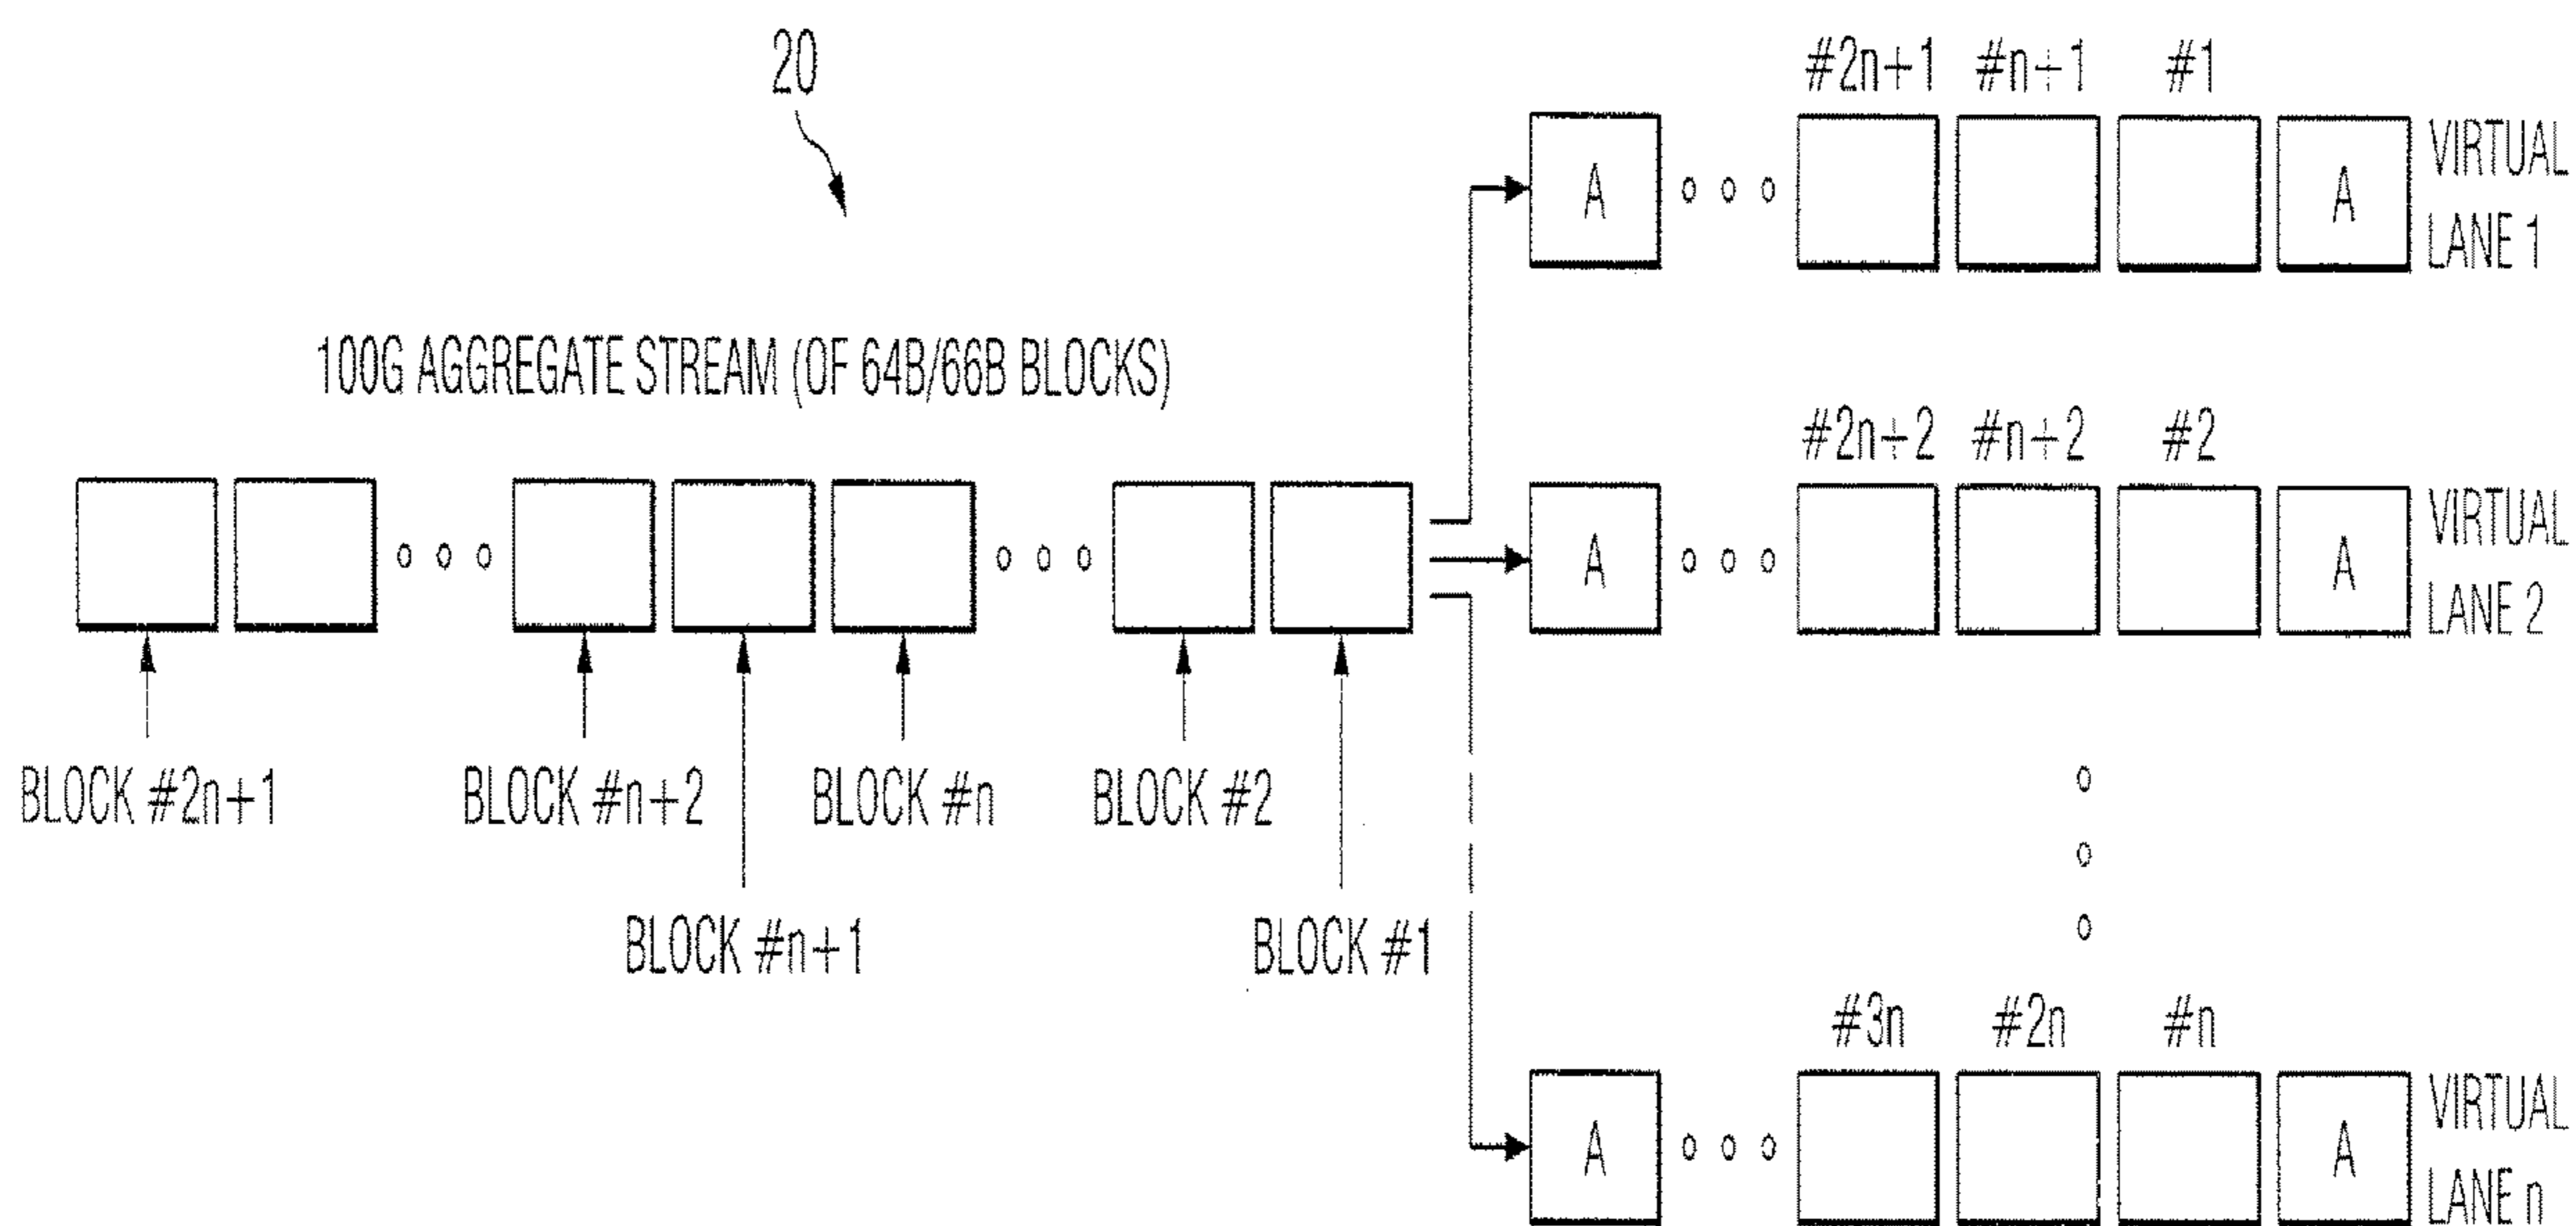 20
#2n+1 #n+1 #1
A A VIRTUAL LANE 1
100G AGGREGATE STREAM (OF 64B/66B BLOCKS)
#2n+2 #n+2 #2
A A VIRTUAL LANE 2
BLOCK #2n+1 BLOCK #n+2 BLOCK #n BLOCK #2
BLOCK #n+1 BLOCK #1
#3n #2n #n
A A VIRTUAL LANE n